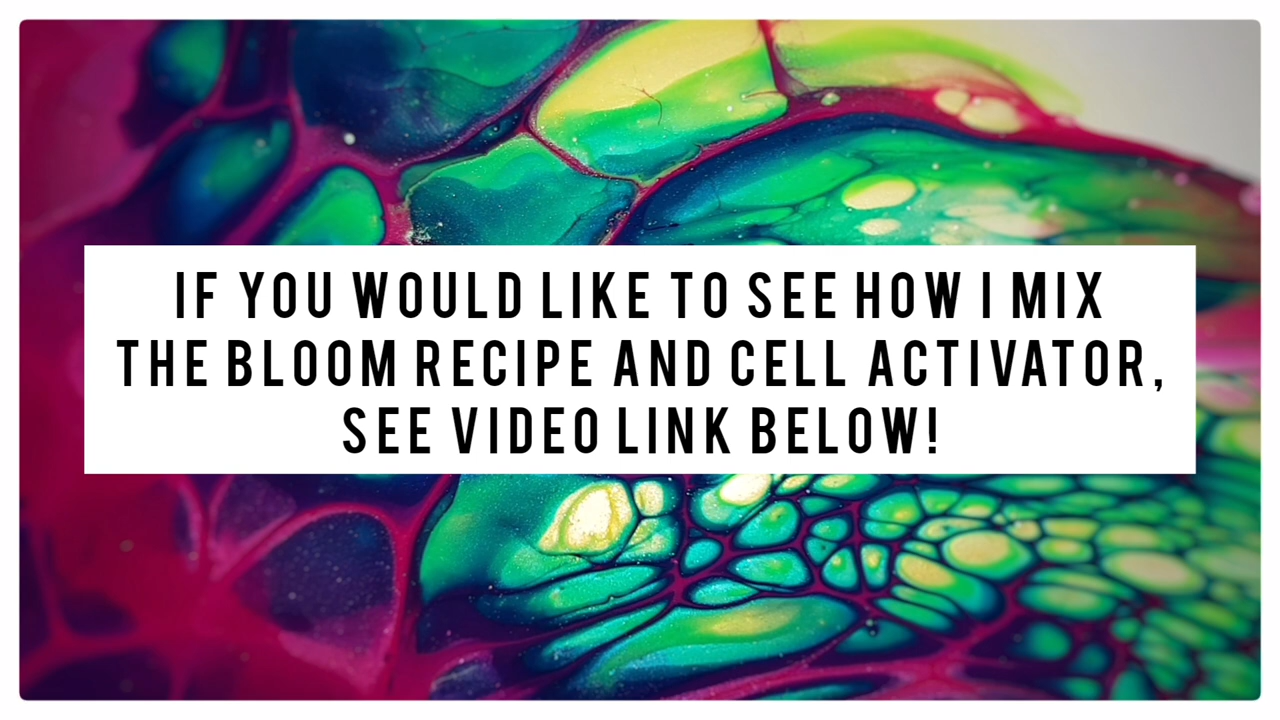 IF YOU WOULD LIKE TO SEE HOW I MIX
THE BLOOM RECIPE AND CELL ACTIVATOR,
SEE VIDEO LINK BELOW!